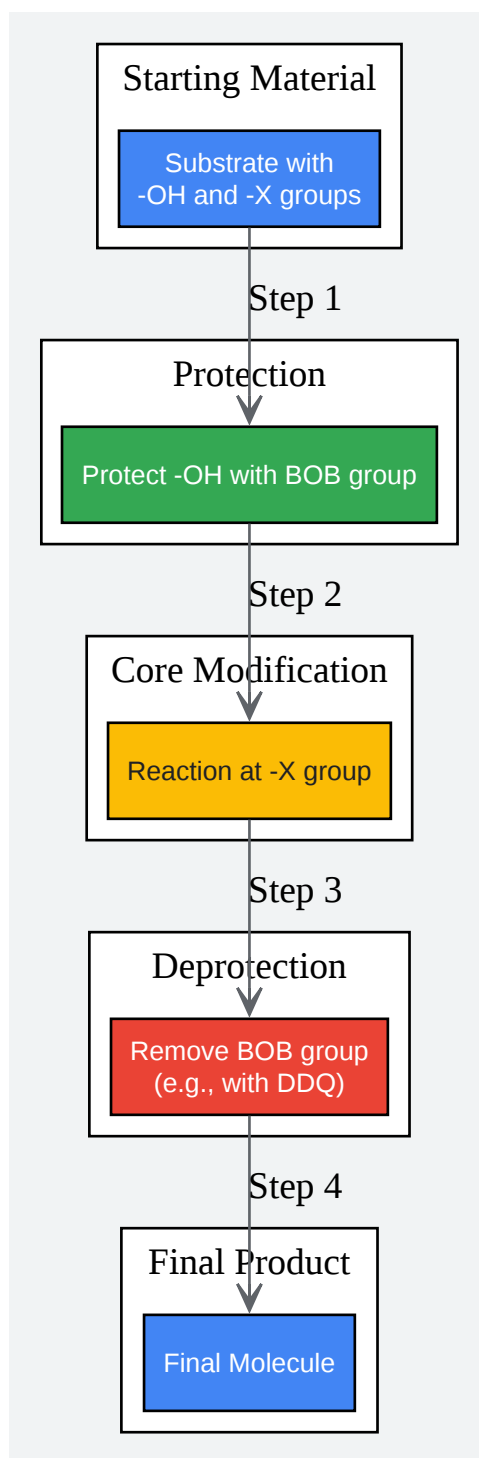 Starting Material
Substrate with
-OH and -X groups
Step 1
Protection
Protect -OH with BOB group
Step 2
Core Modification
Reaction at -X group
Step 3
Deprotection
Remove BOB group
(e.g., with DDQ)
Step 4
Final Product
Final Molecule